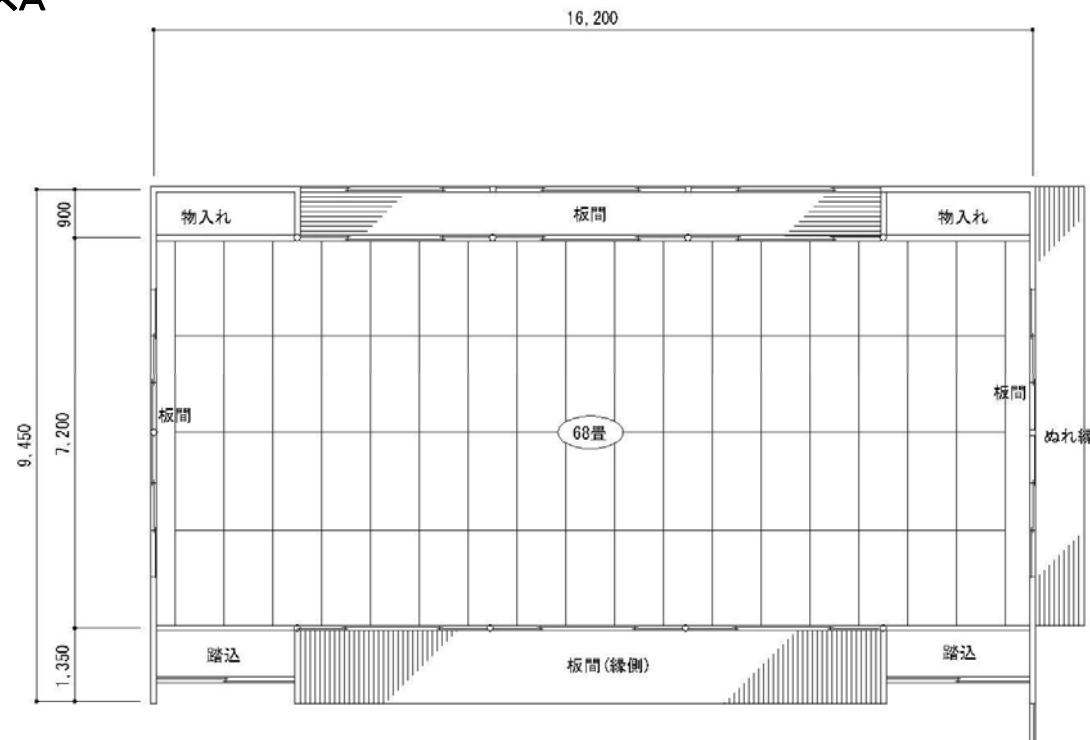 16,200
900
物入れ
板間
物入れ
板間
68畳
板間
ぬれ縁
9,450
7,200
1,350
踏込
板間(縁側)
踏込